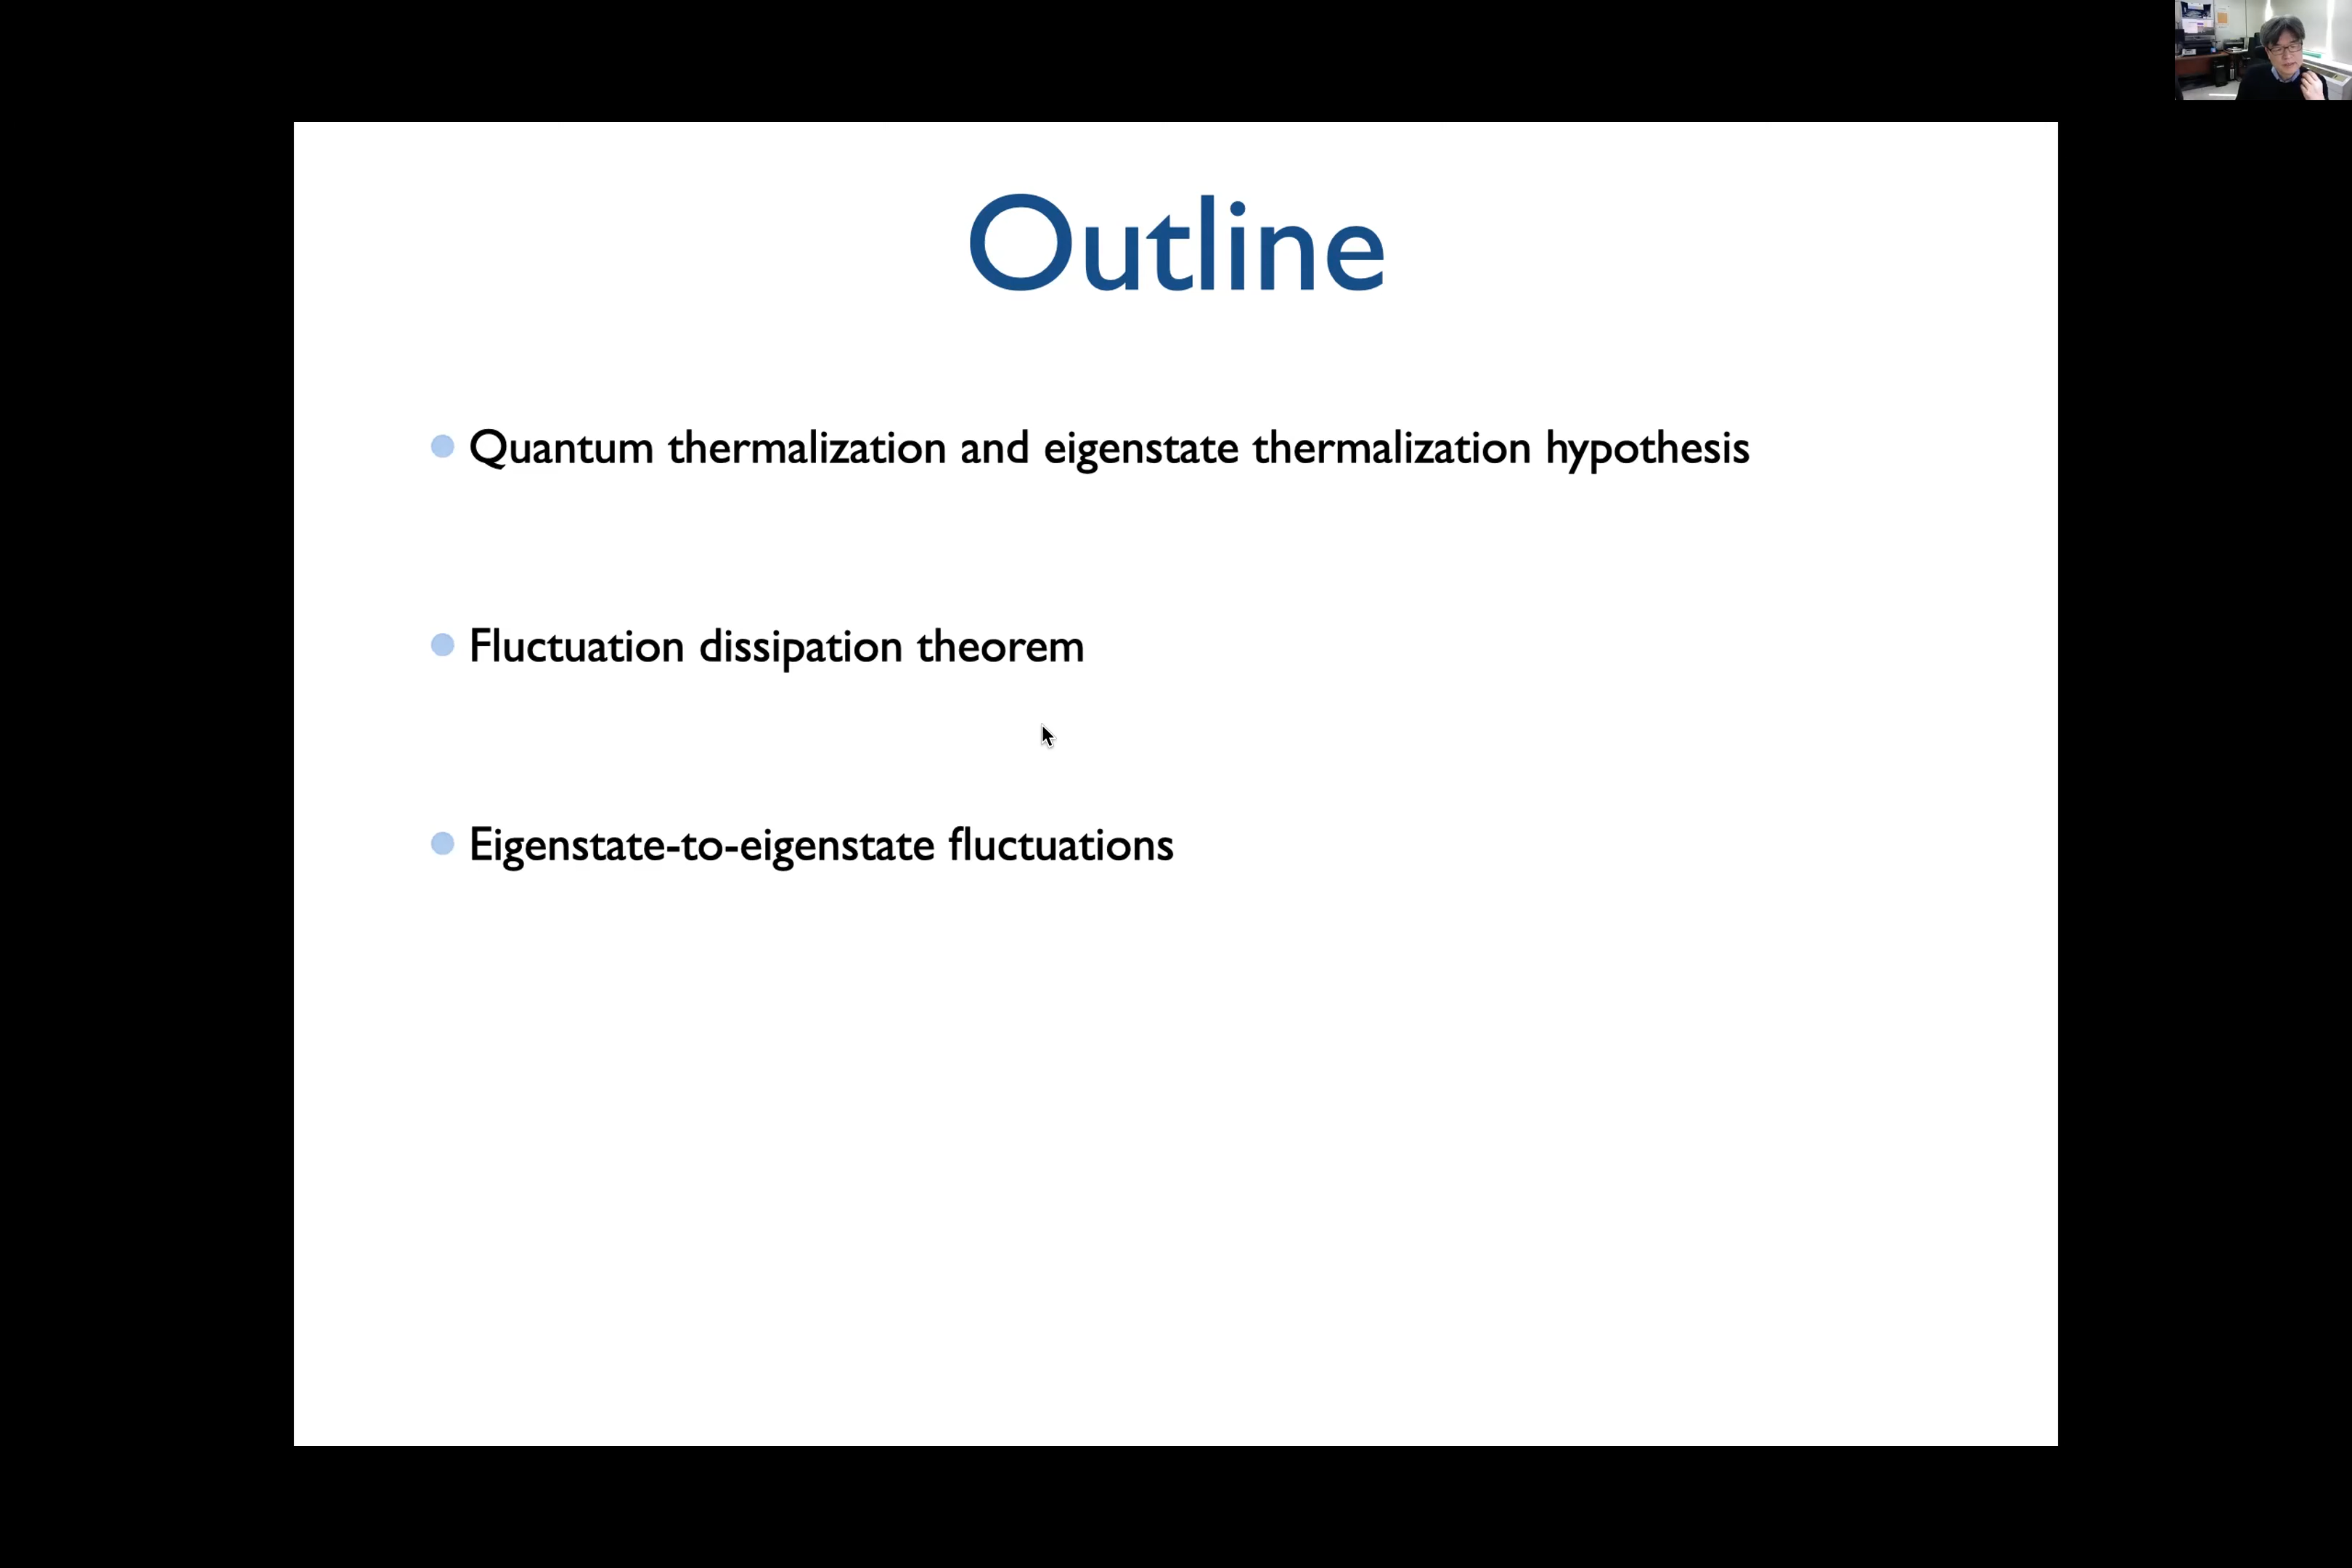 Outline
Quantum thermalization and eigenstate thermalization hypothesis
Fluctuation dissipation theorem
Eigenstate-to-eigenstate fluctuations